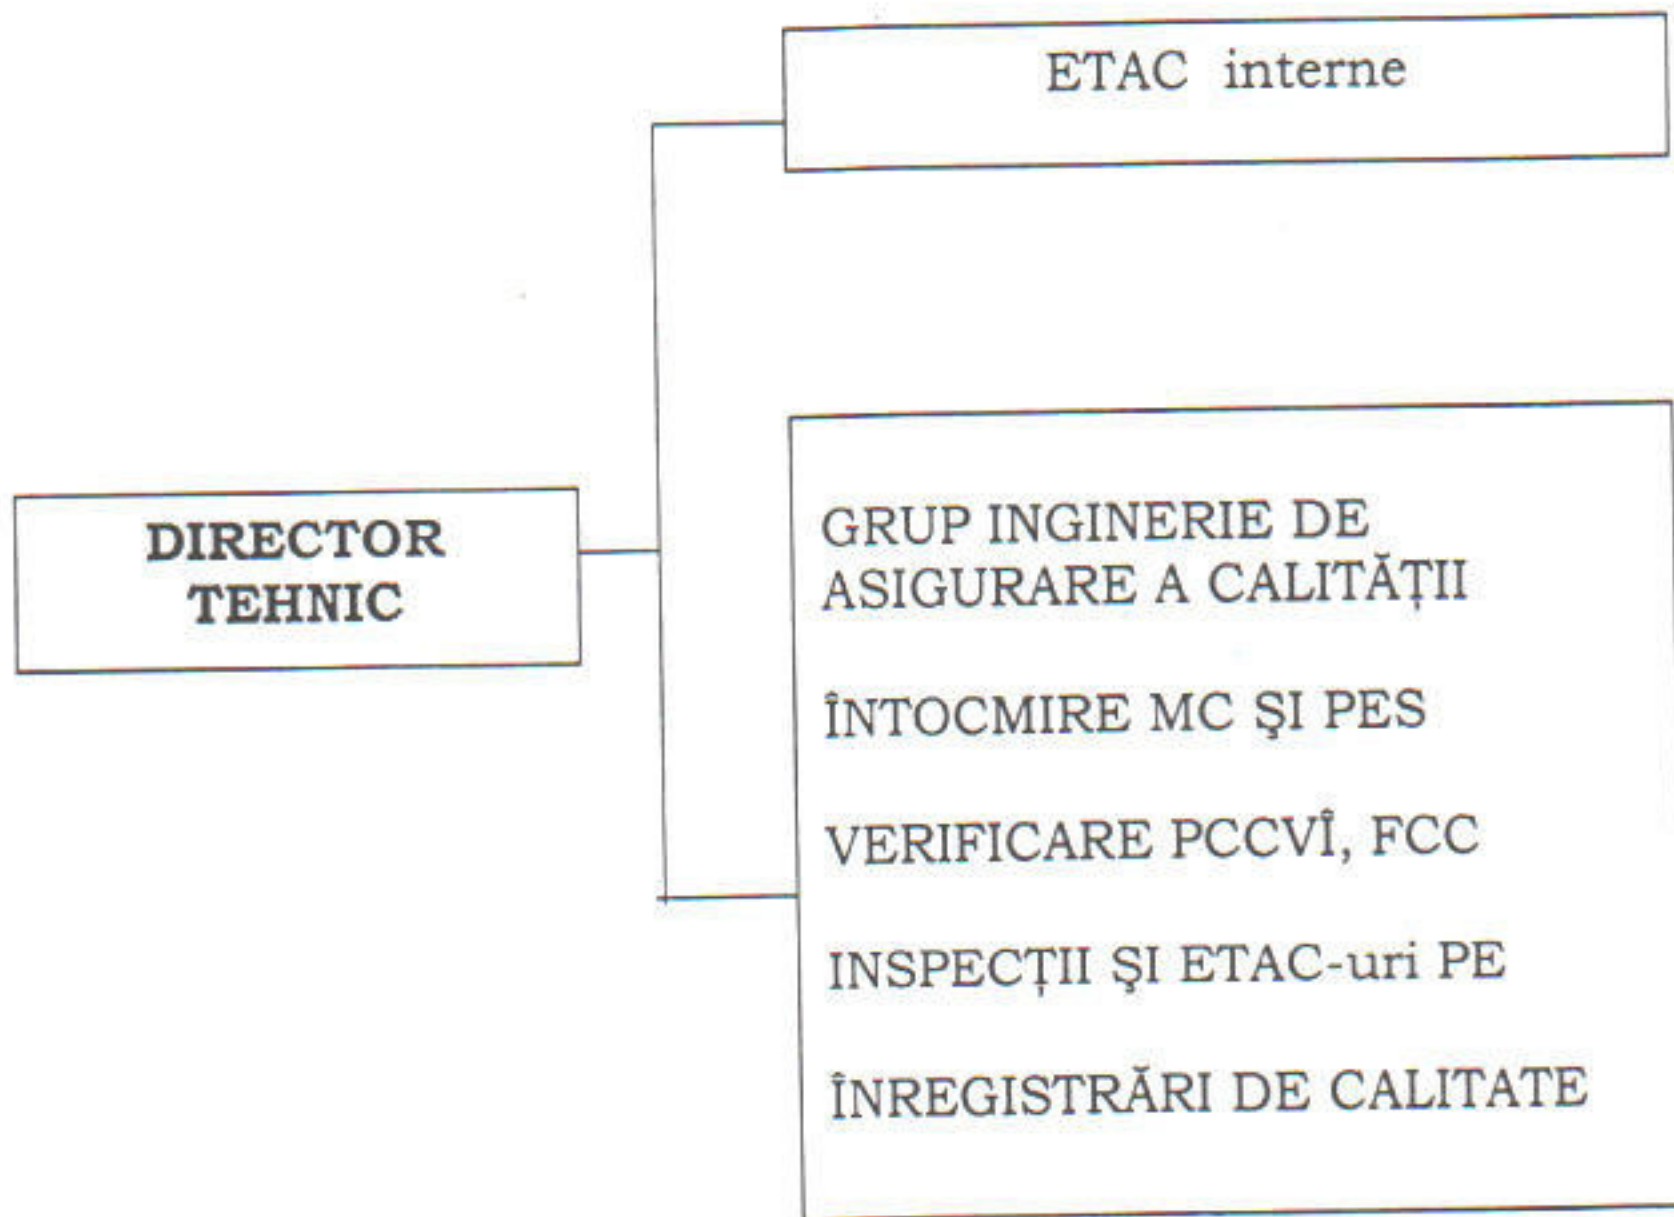 ETAC interne
DIRECTOR
TEHNIC
GRUP INGINERIE DE
ASIGURARE A CALITĂȚII
ÎNTOCMIRE MC ŞI PES
VERIFICARE PCCVÎ, FCC
INSPECȚII ŞI ETAC-uri PE
ÎNREGISTRĂRI DE CALITATE